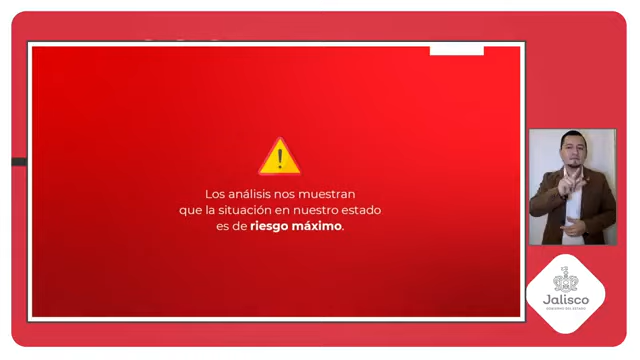 Los análisis nos muestran
que la situación en nuestro estado
es de riesgo máximo.
Jalisco
GOBIERNO DEL ESTADO